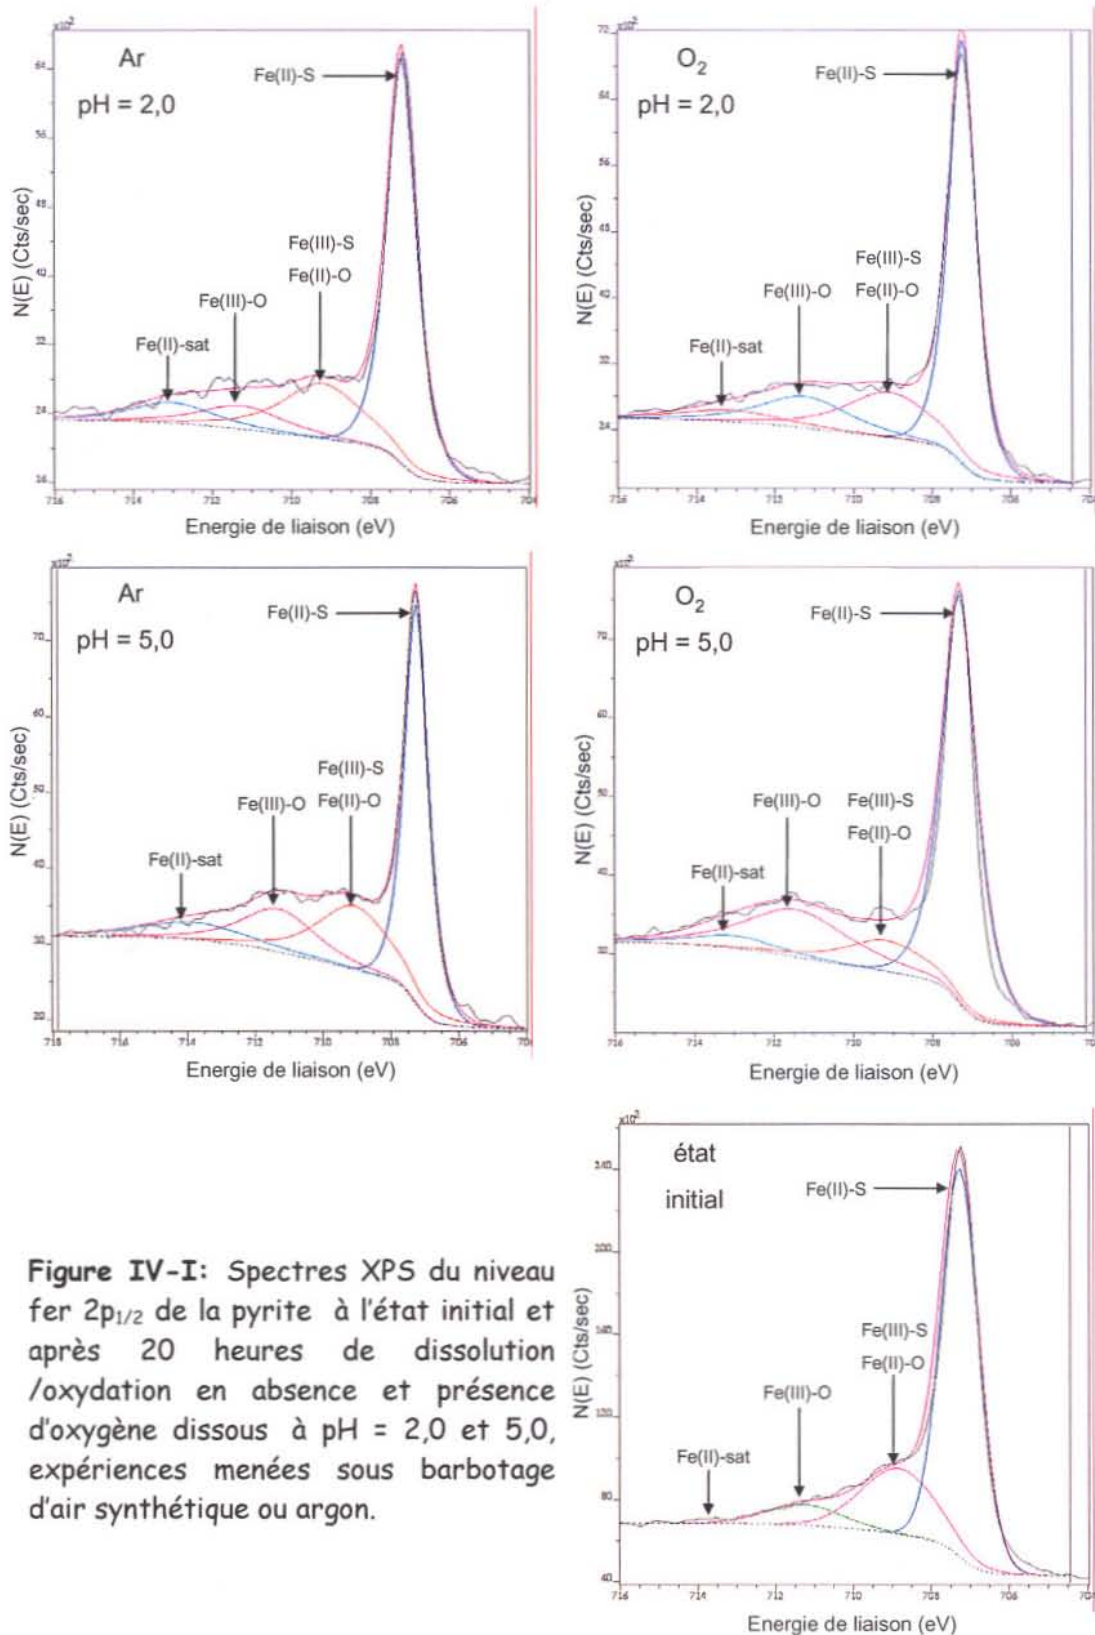 Ar
pH = 2,0
Fe(II)-S
Fe(III)-S
Fe(II)-O
Fe(III)-O
Fe(II)-sat
N(E) (Cts/sec)
Energie de liaison (eV)
O2
pH = 2,0
Fe(II)-S
Fe(III)-S
Fe(II)-O
Fe(III)-O
Fe(II)-sat
N(E) (Cts/sec)
Energie de liaison (eV)
Ar
pH = 5,0
Fe(II)-S
Fe(III)-S
Fe(III)-O
Fe(II)-O
Fe(II)-sat
N(E) (Cts/sec)
Energie de liaison (eV)
O2
pH = 5,0
Fe(II)-S
Fe(III)-O
Fe(III)-S
Fe(II)-O
Fe(II)-sat
N(E) (Cts/sec)
Energie de liaison (eV)
état
initial
Fe(II)-S
Fe(III)-S
Fe(II)-O
Fe(III)-O
Fe(II)-sat
N(E) (Cts/sec)
Energie de liaison (eV)
Figure IV-I: Spectres XPS du niveau
fer 2p1/2 de la pyrite à l'état initial et
après 20 heures de dissolution
/oxydation en absence et présence
d'oxygène dissous à pH = 2,0 et 5,0,
expériences menées sous barbotage
d'air synthétique ou argon.